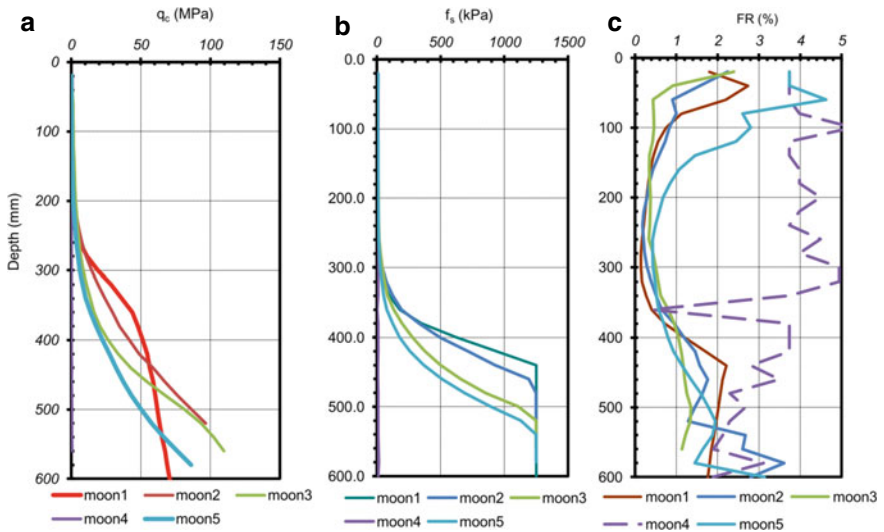 a
qc (MPa)
0 50 100 150
Depth (mm)
0
100
200
300
400
500
600
moon1 moon2 moon3
moon4 moon5
b
fs (kPa)
0 500 1000 1500
0.0
100.0
200.0
300.0
400.0
500.0
600.0
moon1 moon2 moon3
moon4 moon5
c
FR (%)
0 1 2 3 4 5
0
100
200
300
400
500
600
moon1 moon2 moon3
moon4 moon5